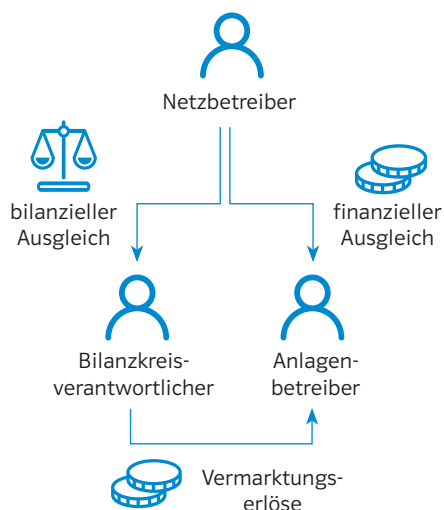 Netzbetreiber
bilanzieller
Ausgleich
finanzieller
Ausgleich
Bilanzkreis-
verantwortlicher
Anlagen-
betreiber
Vermarktungs-
erlöse